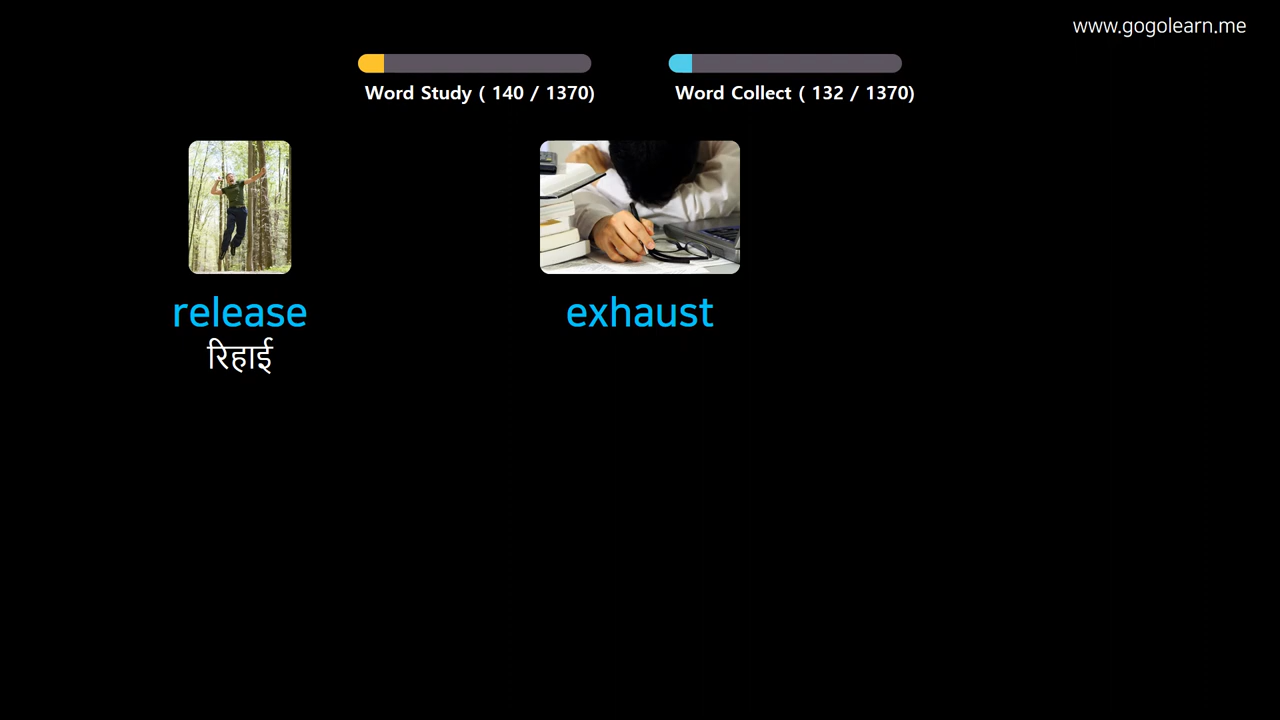 www.gogolearn.me
Word Study ( 140 / 1370)
Word Collect ( 132 / 1370)
release
exhaust
रिहाई